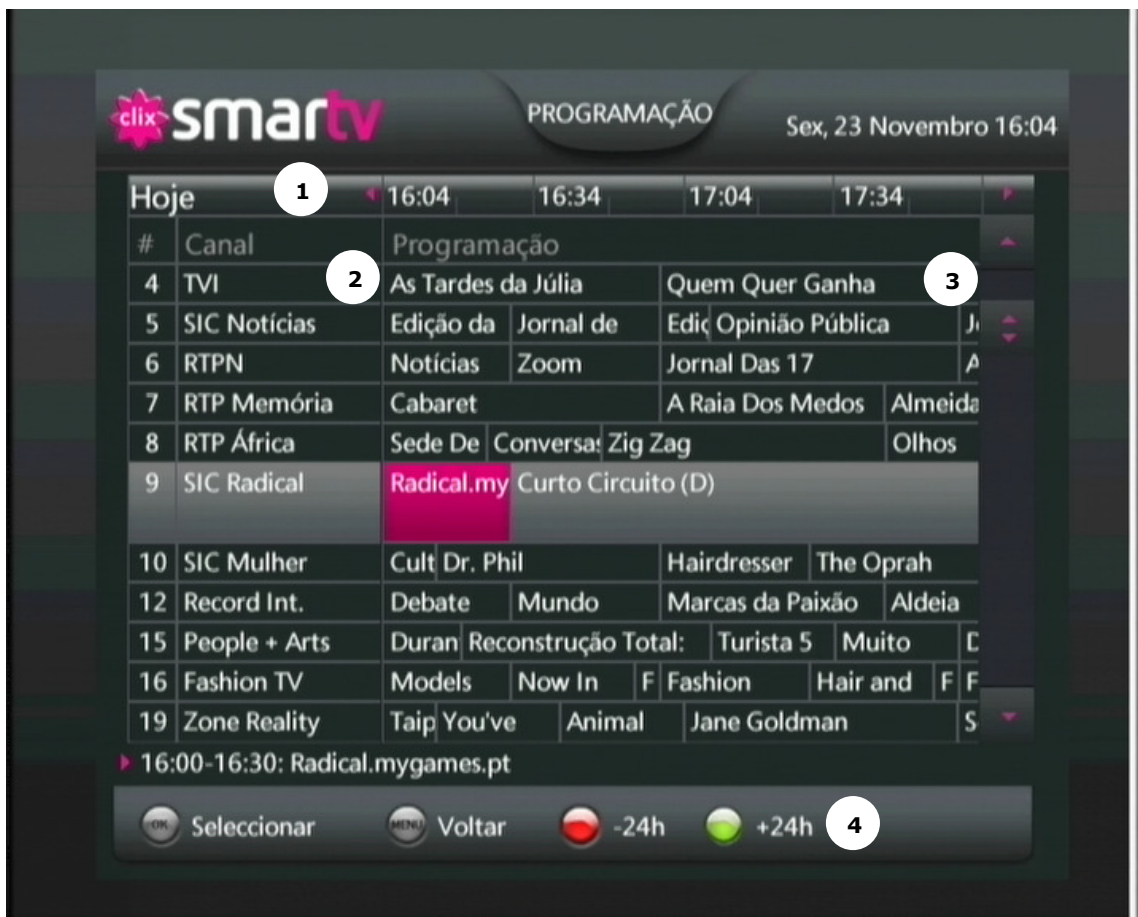 clix smartv PROGRAMAÇÃO Sex, 23 Novembro 16:04
Hoje 1 16:04 16:34 17:04 17:34
# Canal Programação
4 TVI 2 As Tardes da Júlia Quem Quer Ganha 3
5 SIC Notícias Edição da Jornal de Ediç Opinião Pública J
6 RTPN Notícias Zoom Jornal Das 17 A
7 RTP Memória Cabaret A Raia Dos Medos Almeida
8 RTP África Sede De Conversas Zig Zag Olhos
9 SIC Radical Radical.my Curto Circuito (D)
10 SIC Mulher Cult Dr. Phil Hairdresser The Oprah
12 Record Int. Debate Mundo Marcas da Paixão Aldeia
15 People + Arts Duran Reconstrução Total: Turista 5 Muito D
16 Fashion TV Models Now In F Fashion Hair and F F
19 Zone Reality Taip You've Animal Jane Goldman S
16:00-16:30: Radical.mygames.pt
OK Seleccionar MENU Voltar -24h +24h 4